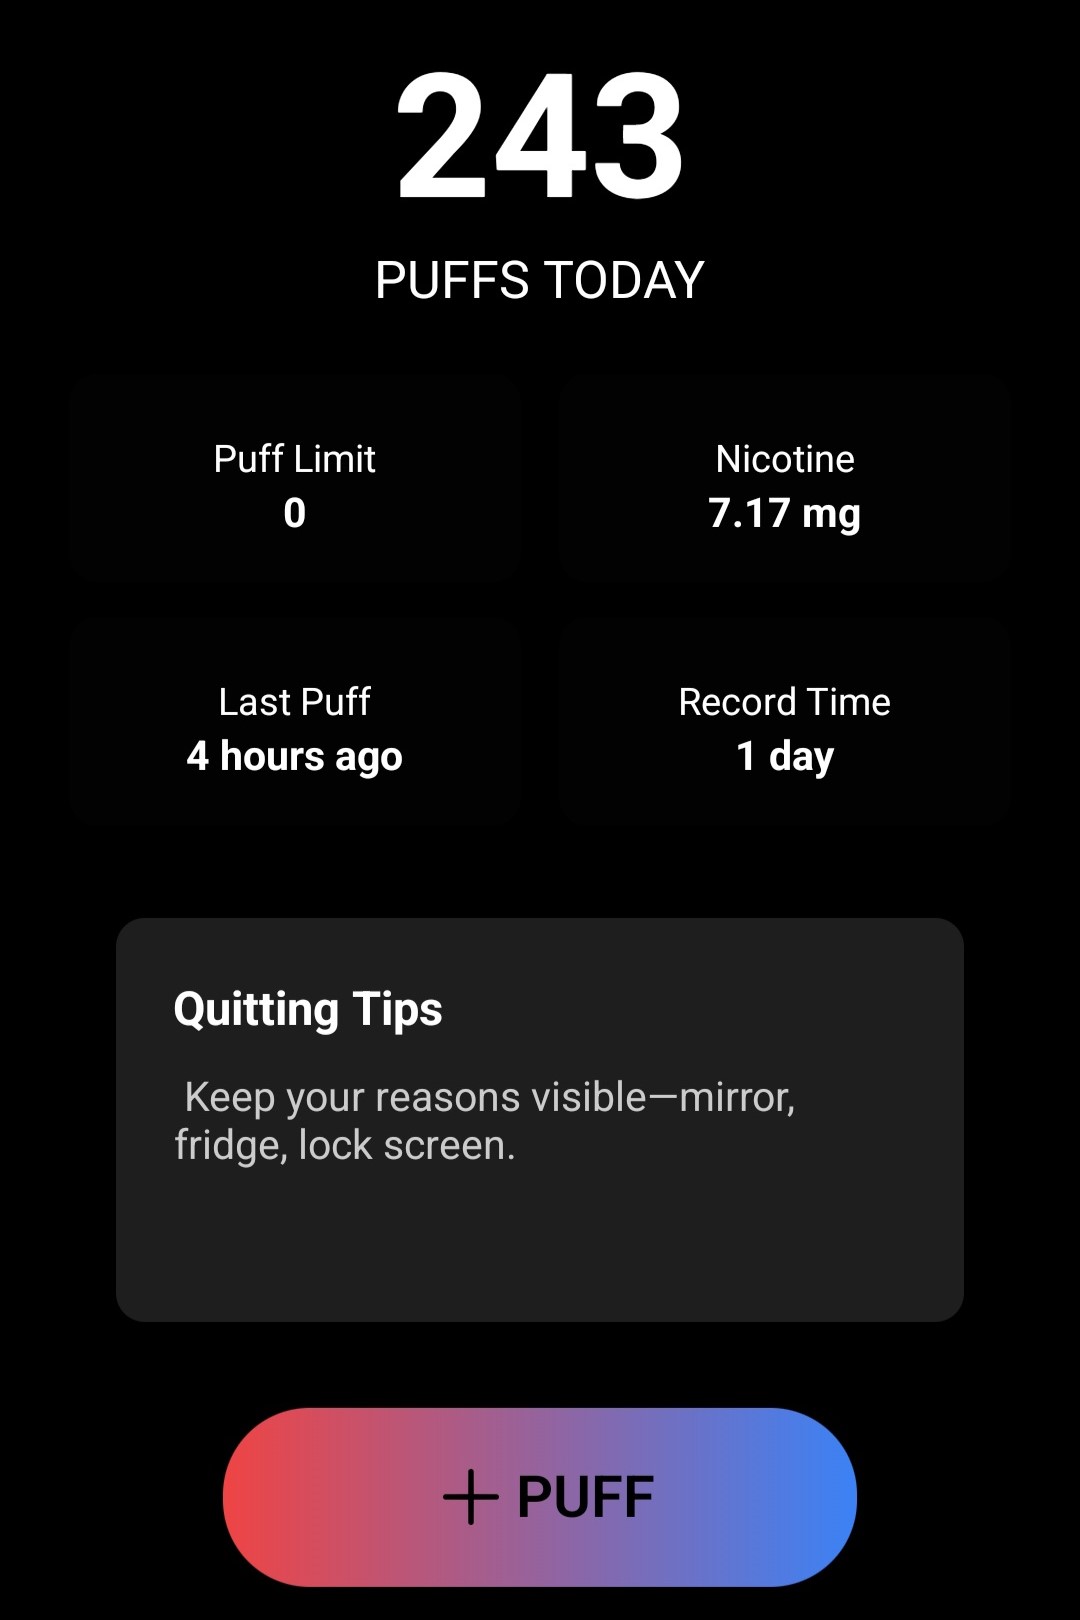 243
PUFFS TODAY
Puff Limit
0
Nicotine
7.17 mg
Last Puff
4 hours ago
Record Time
1 day
Quitting Tips
Keep your reasons visible—mirror,
fridge, lock screen.
+ PUFF